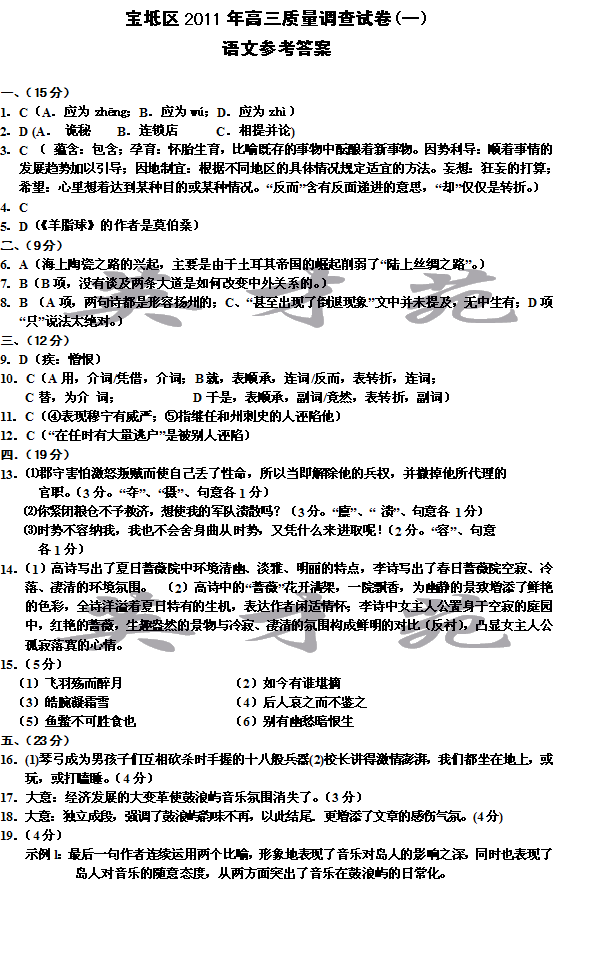 宝坻区 2011 年高三质量调查试卷(一)
语文参考答案
一、（15 分）
1．C（A．应为 zhēng；B．应为 wú；D．应为 zhì ）
2．D (A． 诡秘 B．连锁店 C．相提并论)
3．C （ 蕴含：包含；孕育：怀胎生育，比喻既存的事物中酝酿着新事物。因势利导：顺着事情的
发展趋势加以引导；因地制宜：根据不同地区的具体情况规定适宜的方法。妄想：狂妄的打算；
希望：心里想着达到某种目的或某种情况。“反而”含有反面递进的意思，“却”仅仅是转折。）
4．C
5．D（《羊脂球》的作者是莫伯桑）
二、（9 分）
6．A（海上陶瓷之路的兴起，主要是由于土耳其帝国的崛起削弱了“陆上丝绸之路”。）
7．B（B 项，没有谈及两条大道是如何改变中外关系的。）
8．B （A 项，两句诗都是形容扬州的；C、“甚至出现了倒退现象”文中并未提及，无中生有；D 项
“只”说法太绝对。）
三、（12 分）
9．D（疾：憎恨）
10．C（A 用，介词/凭借，介词；B就，表顺承，连词/反而，表转折，连词；
C 替，为介 词； D 于是，表顺承，副词/竟然，表转折，副词）
11．C（④表现穆宁有威严；⑤指继任和州刺史的人诬陷他）
12．C（“在任时有大量逃户”是被别人诬陷）
四．（19 分）
13．⑴郡守害怕激怒叛贼而使自己丢了性命，所以当即解除他的兵权，并撤掉他所代理的
官职。（3 分。“夺”、“摄”、句意各 1 分）
⑵你紧闭粮仓不予救济，想使我的军队溃散吗？（3分。“廪”、“ 溃”、句意各 1 分）
⑶时势不容纳我，我也不会舍身曲从时势，又凭什么来进取呢！（2 分。“容”、句意
各 1 分）
14．（1）高诗写出了夏日蔷薇院中环境清幽、淡雅、明丽的特点，李诗写出了春日蔷薇院空寂、冷
落、凄清的环境氛围。 （2）高诗中的“蔷薇”花开满架，一院飘香，为幽静的景致增添了鲜艳
的色彩，全诗洋溢着夏日特有的生机，表达作者闲适情怀；李诗中女主人公置身于空寂的庭园
中，红艳的蔷薇，生趣盎然的景物与冷寂、凄清的氛围构成鲜明的对比（反衬），凸显女主人公
孤寂落寞的心情。
15．（5 分）
（1）飞羽觞而醉月 （2）如今有谁堪摘
（3）皓腕凝霜雪 （4）后人哀之而不鉴之
（5）鱼鳖不可胜食也 （6）别有幽愁暗恨生
五、（23 分）
16．(1)琴弓成为男孩子们互相砍杀时手握的十八般兵器(2)校长讲得激情澎湃，我们都坐在地上，或
玩，或打瞌睡。（4 分）
17．大意：经济发展的大变革使鼓浪屿音乐氛围消失了。（3 分）
18．大意：独立成段，强调了鼓浪屿韵味不再，以此结尾．更增添了文章的感伤气氛。(4分)
19．（4 分）
示例 1：最后一句作者连续运用两个比喻，形象地表现了音乐对岛人的影响之深，同时也表现了
岛人对音乐的随意态度，从两方面突出了音乐在鼓浪屿的日常化。
英 才 苑
英 才 苑